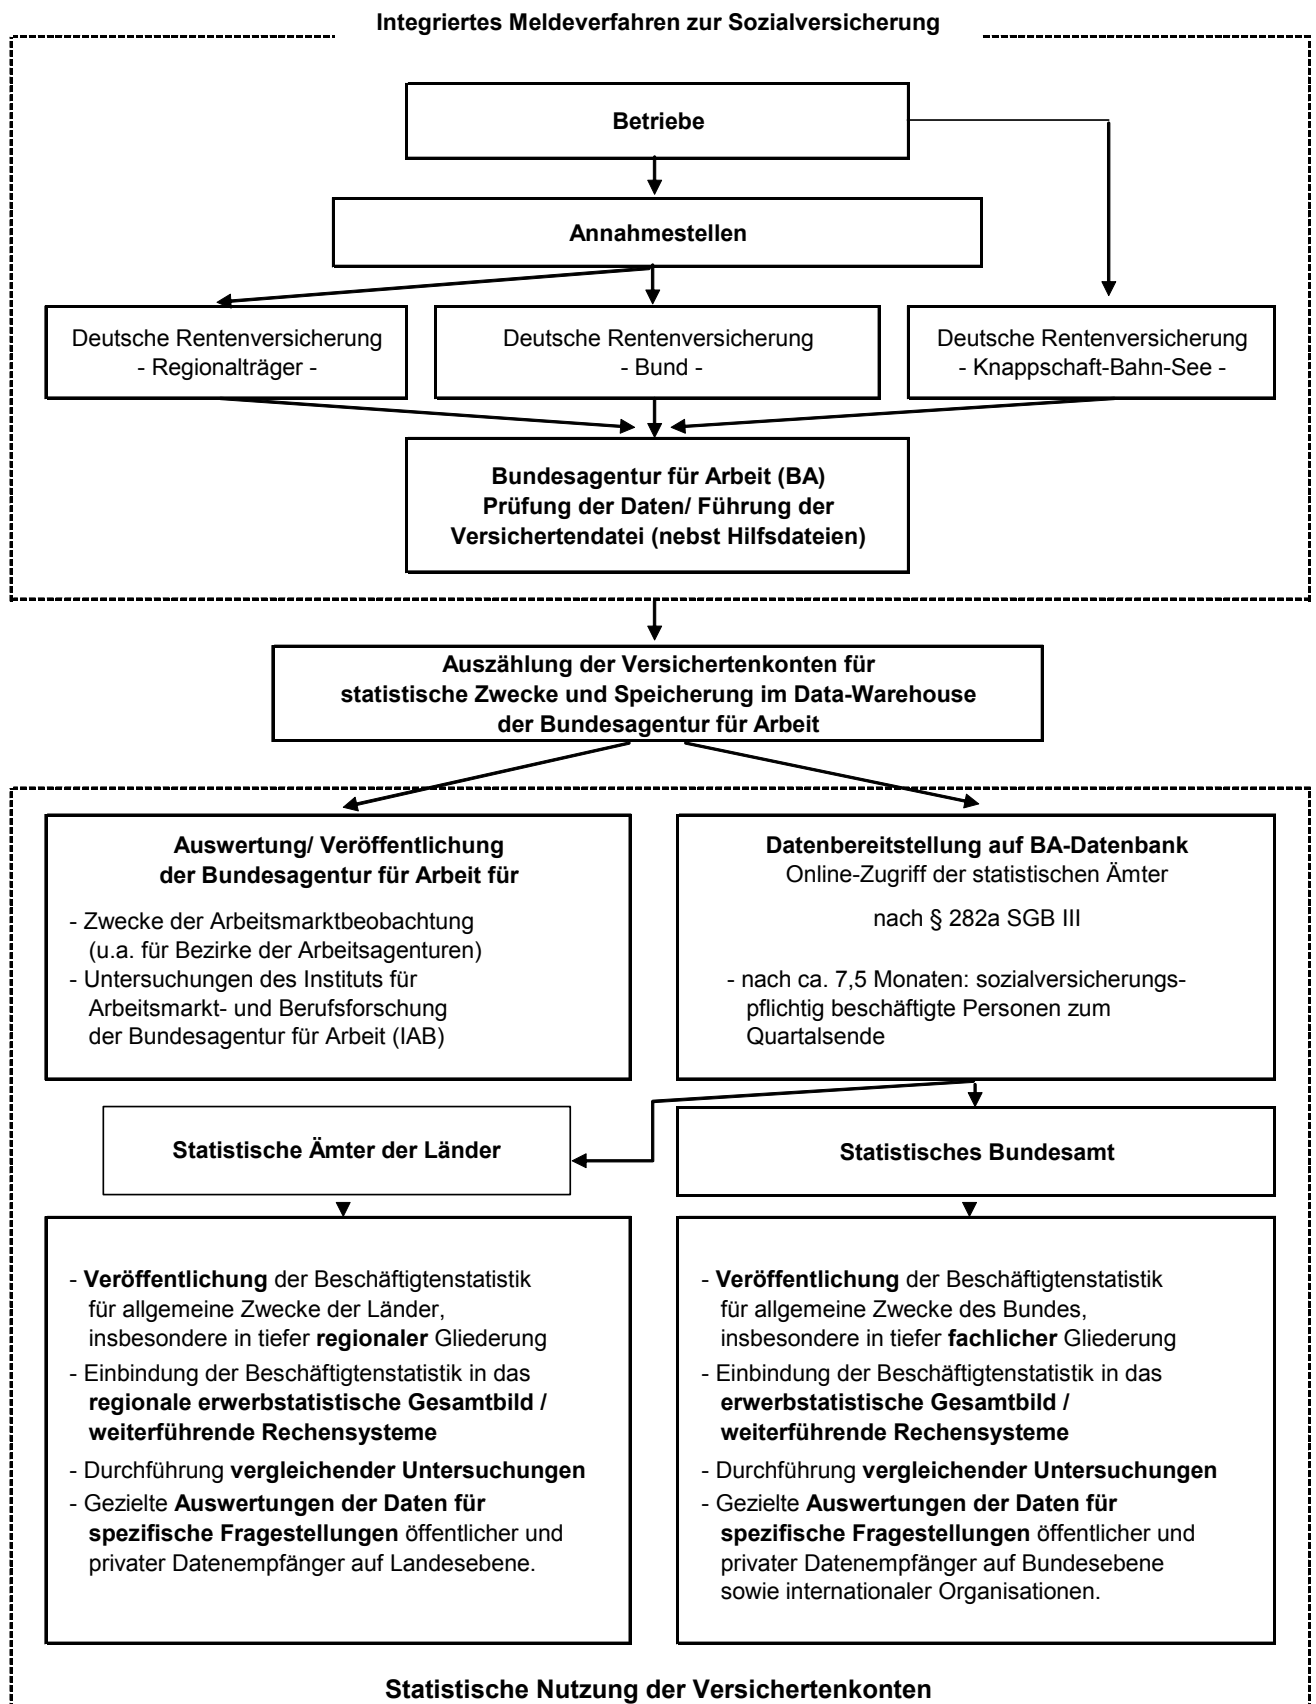 Integriertes Meldeverfahren zur Sozialversicherung
Betriebe
Annahmestellen
Deutsche Rentenversicherung
- Regionalträger -
Deutsche Rentenversicherung
- Bund -
Deutsche Rentenversicherung
- Knappschaft-Bahn-See -
Bundesagentur für Arbeit (BA)
Prüfung der Daten/ Führung der
Versichertendatei (nebst Hilfsdateien)
Auszählung der Versichertenkonten für
statistische Zwecke und Speicherung im Data-Warehouse
der Bundesagentur für Arbeit
Auswertung/ Veröffentlichung
der Bundesagentur für Arbeit für
- Zwecke der Arbeitsmarktbeobachtung
(u.a. für Bezirke der Arbeitsagenturen)
- Untersuchungen des Instituts für
Arbeitsmarkt- und Berufsforschung
der Bundesagentur für Arbeit (IAB)
Datenbereitstellung auf BA-Datenbank
Online-Zugriff der statistischen Ämter
nach § 282a SGB III
- nach ca. 7,5 Monaten: sozialversicherungs-
pflichtig beschäftigte Personen zum
Quartalsende
Statistische Ämter der Länder
Statistisches Bundesamt
- Veröffentlichung der Beschäftigtenstatistik
für allgemeine Zwecke der Länder,
insbesondere in tiefer regionaler Gliederung
- Einbindung der Beschäftigtenstatistik in das
regionale erwerbstatistische Gesamtbild /
weiterführende Rechensysteme
- Durchführung vergleichender Untersuchungen
- Gezielte Auswertungen der Daten für
spezifische Fragestellungen öffentlicher und
privater Datenempfänger auf Landesebene.
- Veröffentlichung der Beschäftigtenstatistik
für allgemeine Zwecke des Bundes,
insbesondere in tiefer fachlicher Gliederung
- Einbindung der Beschäftigtenstatistik in das
erwerbstatistische Gesamtbild /
weiterführende Rechensysteme
- Durchführung vergleichender Untersuchungen
- Gezielte Auswertungen der Daten für
spezifische Fragestellungen öffentlicher und
privater Datenempfänger auf Bundesebene
sowie internationaler Organisationen.
Statistische Nutzung der Versichertenkonten